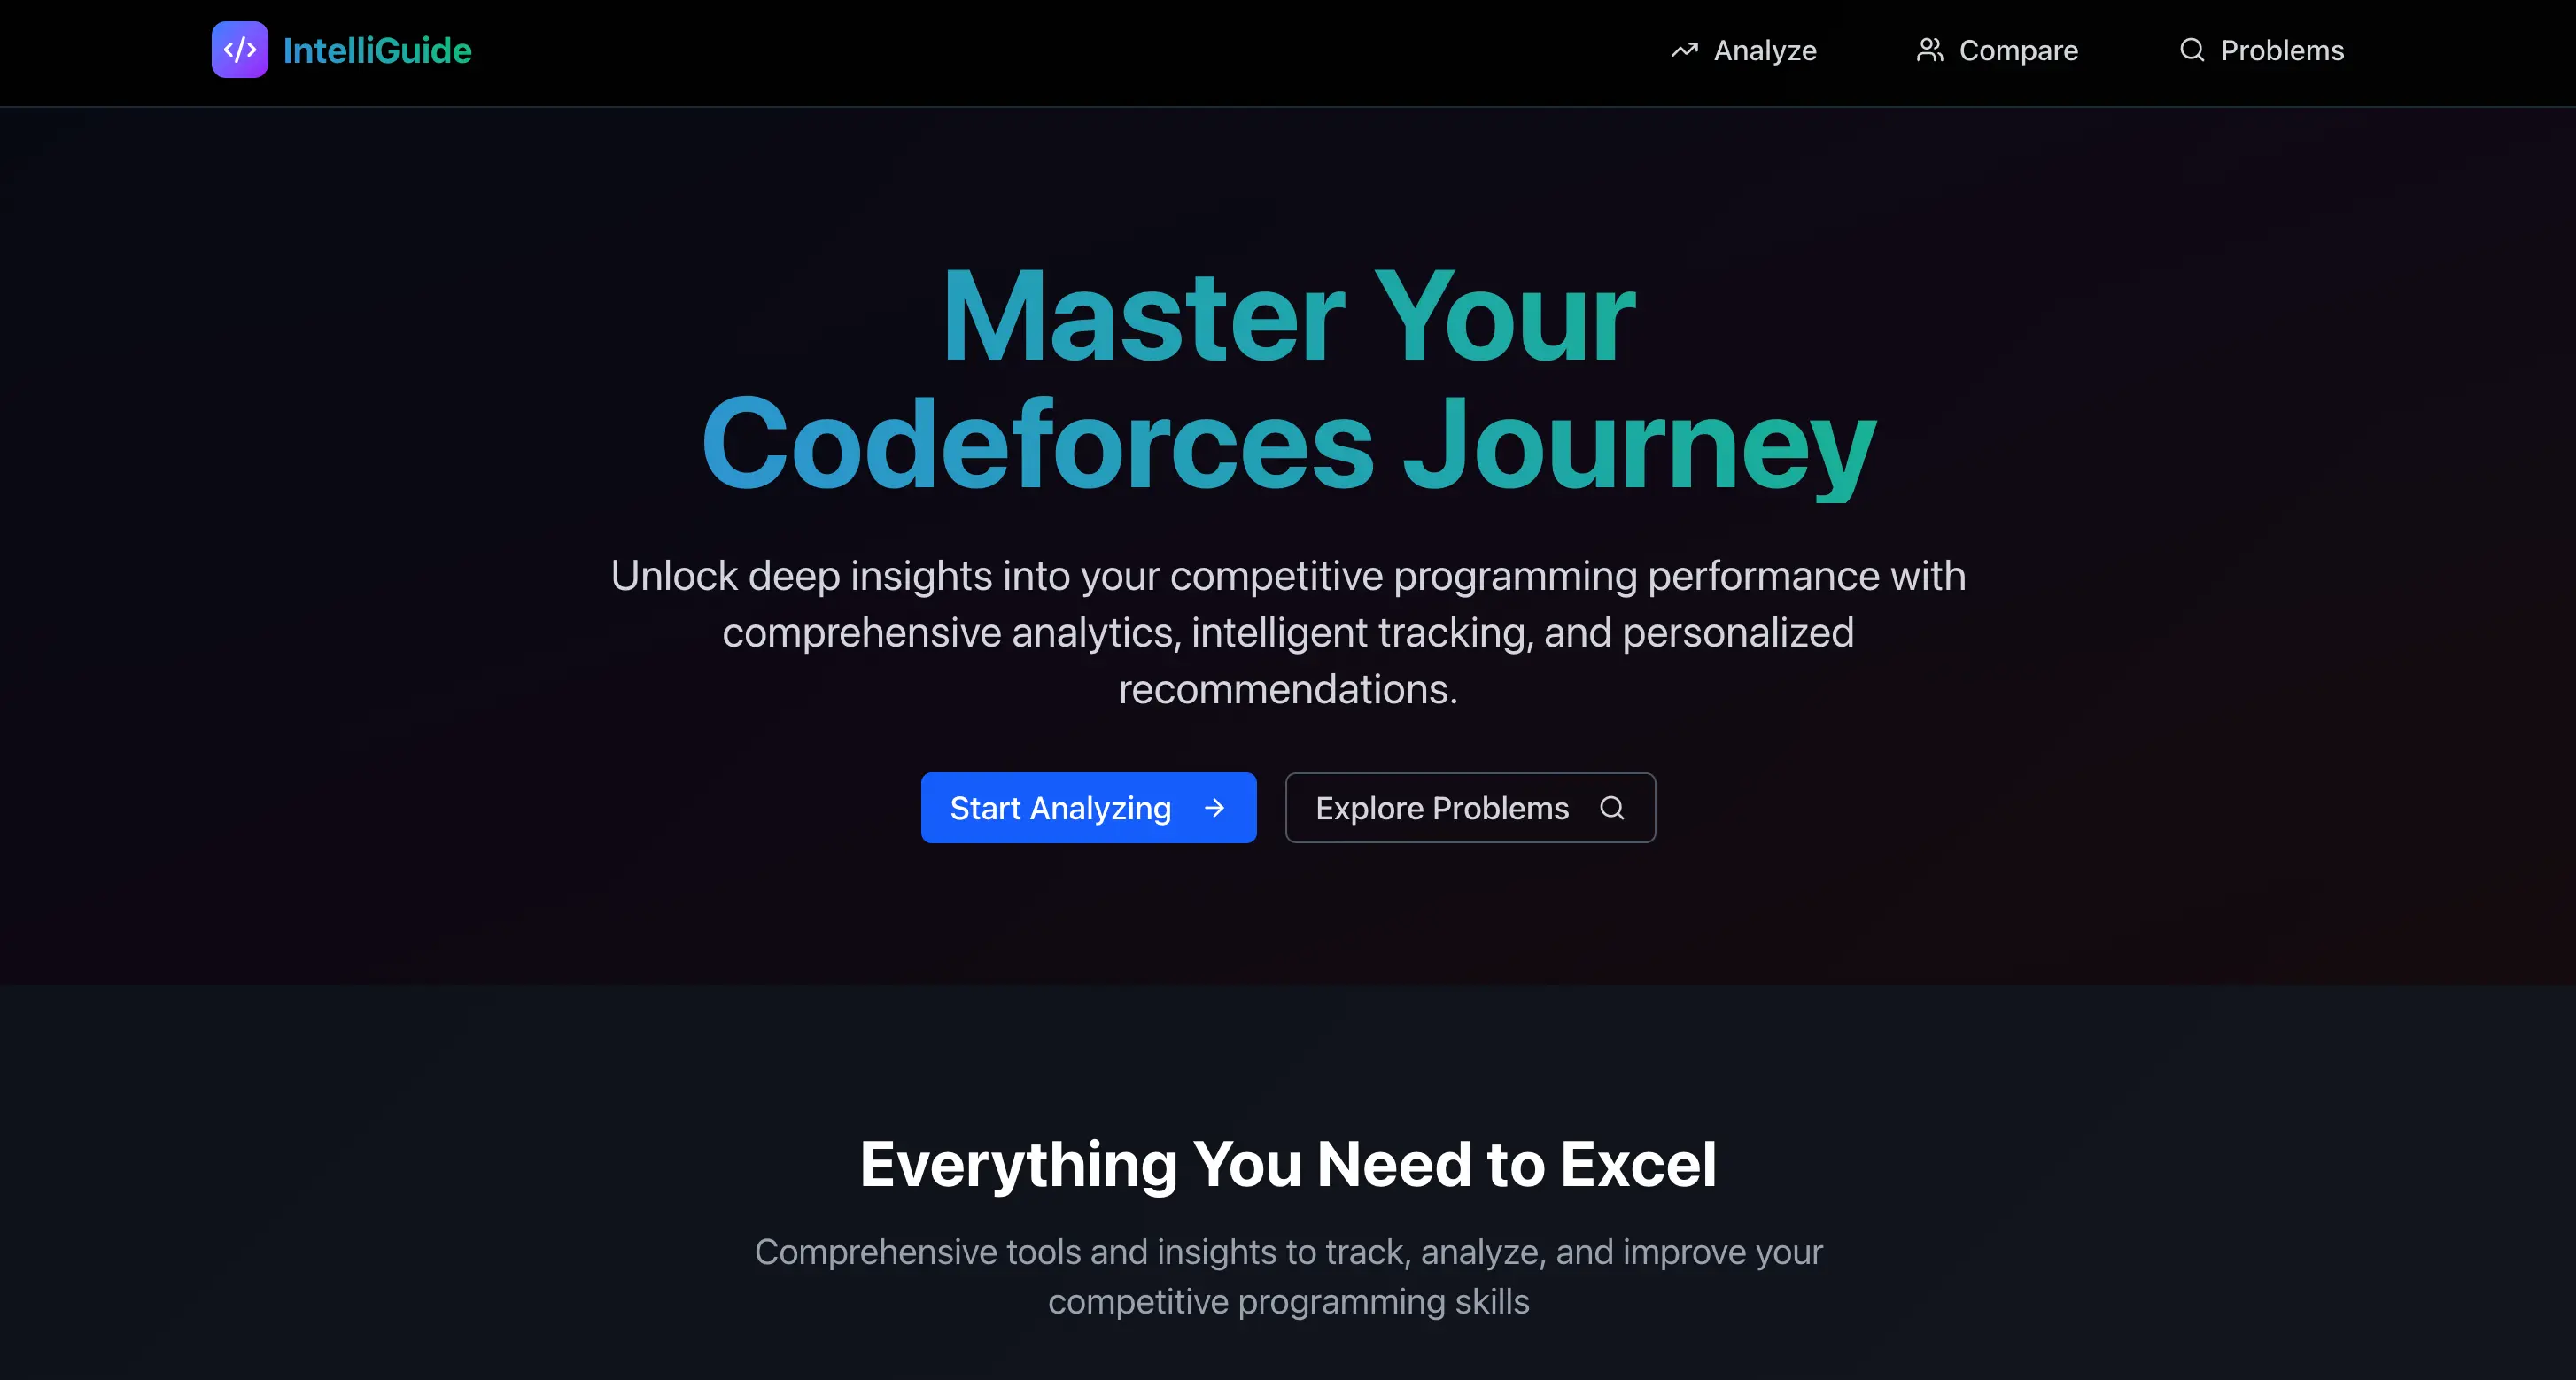 IntelliGuide
Analyze
Compare
Problems
Master Your
Codeforces Journey
Unlock deep insights into your competitive programming performance with
comprehensive analytics, intelligent tracking, and personalized
recommendations.
Start Analyzing
Explore Problems
Everything You Need to Excel
Comprehensive tools and insights to track, analyze, and improve your
competitive programming skills